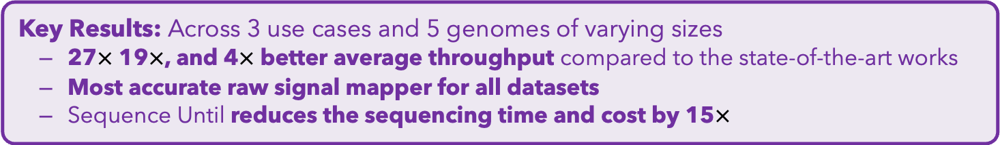 Key Results: Across 3 use cases and 5 genomes of varying sizes
– 27× 19×, and 4× better average throughput compared to the state-of-the-art works
– Most accurate raw signal mapper for all datasets
– Sequence Until reduces the sequencing time and cost by 15×